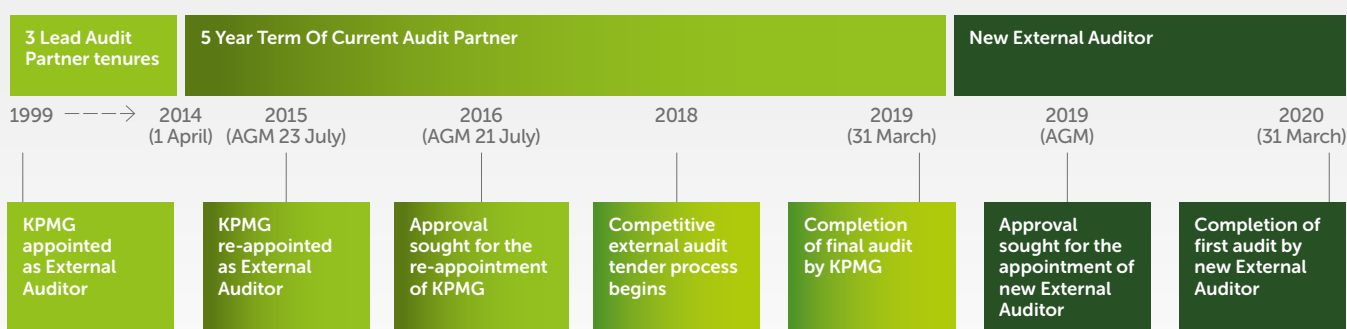 3 Lead Audit
Partner tenures
5 Year Term Of Current Audit Partner
New External Auditor
1999
2014
(1 April)
2015
(AGM 23 July)
2016
(AGM 21 July)
2018
2019
(31 March)
2019
(AGM)
2020
(31 March)
KPMG
appointed
as External
Auditor
KPMG
re-appointed
as External
Auditor
Approval
sought for the
re-appointment
of KPMG
Competitive
external audit
tender process
begins
Completion
of final audit
by KPMG
Approval
sought for the
appointment of
new External
Auditor
Completion of
first audit by
new External
Auditor